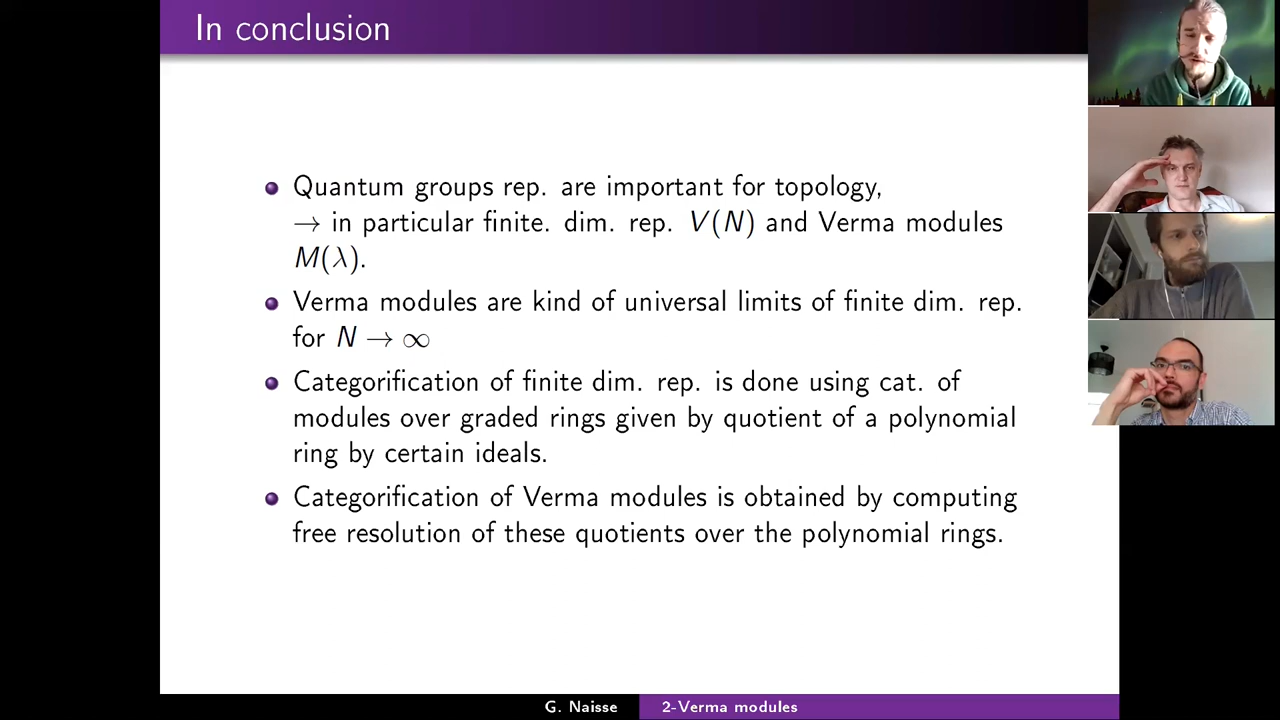 In conclusion
Quantum groups rep. are important for topology,
→ in particular finite. dim. rep. V(N) and Verma modules
M(λ).
Verma modules are kind of universal limits of finite dim. rep.
for N → ∞
Categorification of finite dim. rep. is done using cat. of
modules over graded rings given by quotient of a polynomial
ring by certain ideals.
Categorification of Verma modules is obtained by computing
free resolution of these quotients over the polynomial rings.
G. Naisse
2-Verma modules